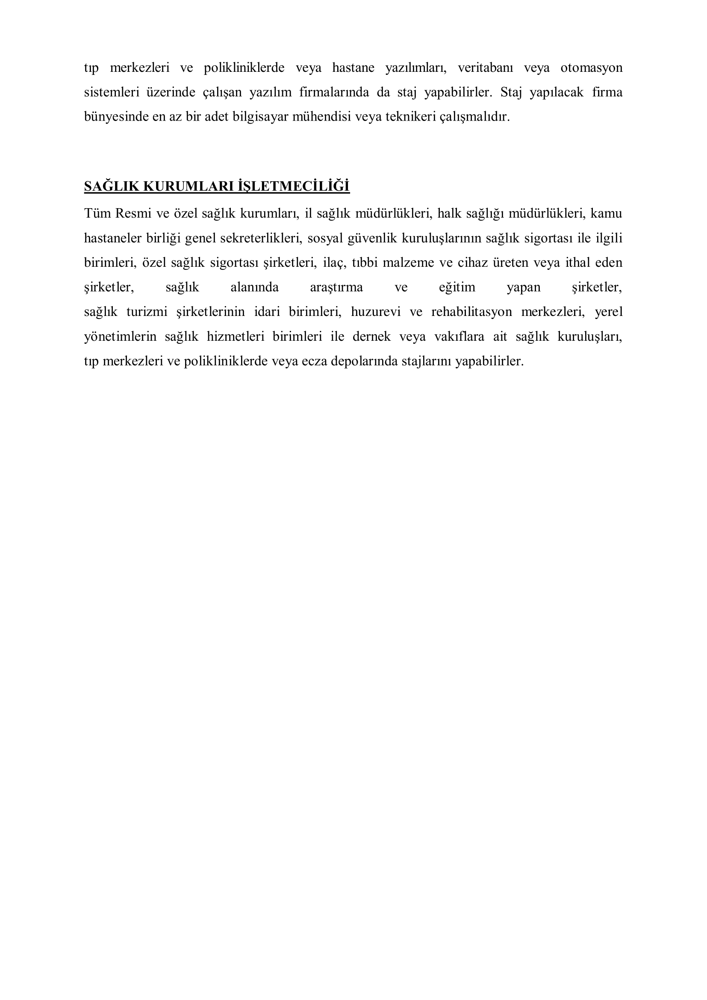 tıp merkezleri ve polikliniklerde veya hastane yazılımları, veritabanı veya otomasyon
sistemleri üzerinde çalışan yazılım firmalarında da staj yapabilirler. Staj yapılacak firma
bünyesinde en az bir adet bilgisayar mühendisi veya teknikeri çalışmalıdır.
SAĞLIK KURUMLARI İŞLETMECİLİĞİ
Tüm Resmi ve özel sağlık kurumları, il sağlık müdürlükleri, halk sağlığı müdürlükleri, kamu
hastaneler birliği genel sekreterlikleri, sosyal güvenlik kuruluşlarının sağlık sigortası ile ilgili
birimleri, özel sağlık sigortası şirketleri, ilaç, tıbbi malzeme ve cihaz üreten veya ithal eden
şirketler, sağlık alanında araştırma ve eğitim yapan şirketler,
sağlık turizmi şirketlerinin idari birimleri, huzurevi ve rehabilitasyon merkezleri, yerel
yönetimlerin sağlık hizmetleri birimleri ile dernek veya vakıflara ait sağlık kuruluşları,
tıp merkezleri ve polikliniklerde veya ecza depolarında stajlarını yapabilirler.